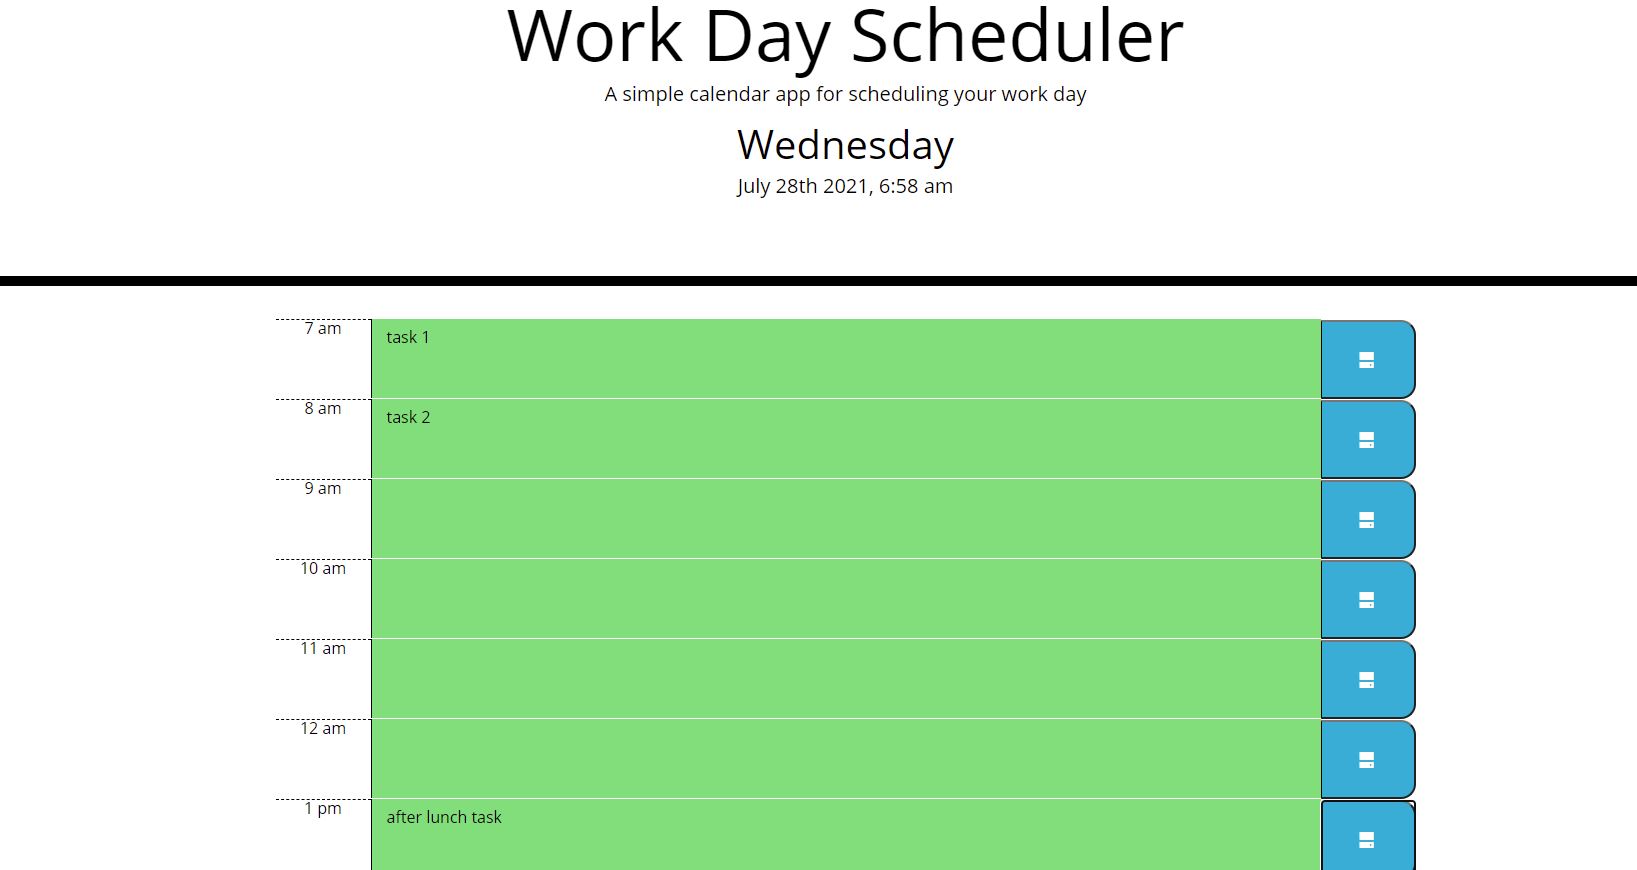 Work Day Scheduler
A simple calendar app for scheduling your work day
Wednesday
July 28th 2021, 6:58 am
7 am
task 1
8 am
task 2
9 am
10 am
11 am
12 am
1 pm
after lunch task